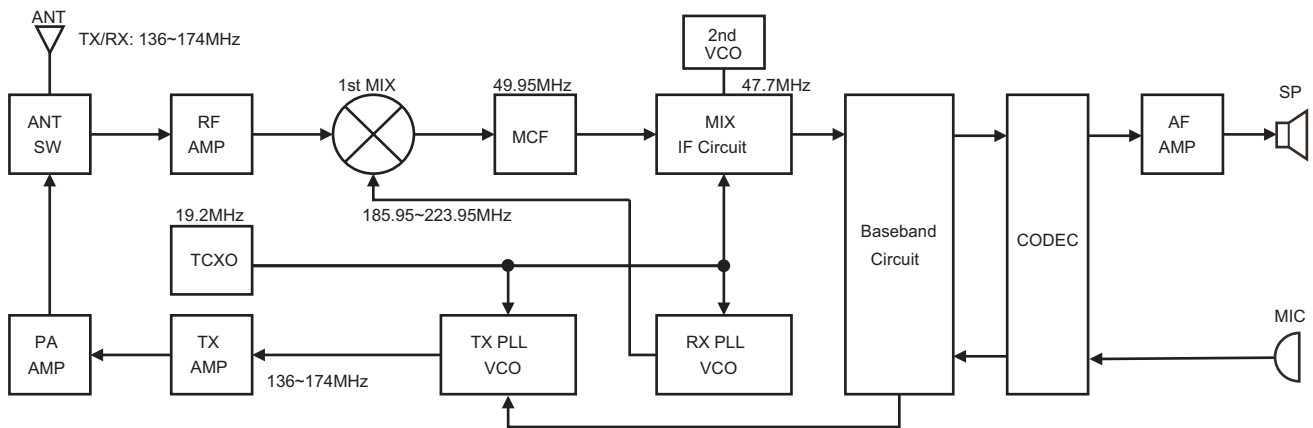 ANT
TX/RX: 136~174MHz
2nd
VCO
1st MIX
49.95MHz
47.7MHz
SP
ANT
SW
RF
AMP
MCF
MIX
IF Circuit
AF
AMP
185.95~223.95MHz
19.2MHz
TCXO
Baseband
Circuit
CODEC
MIC
PA
AMP
TX
AMP
TX PLL
VCO
RX PLL
VCO
136~174MHz